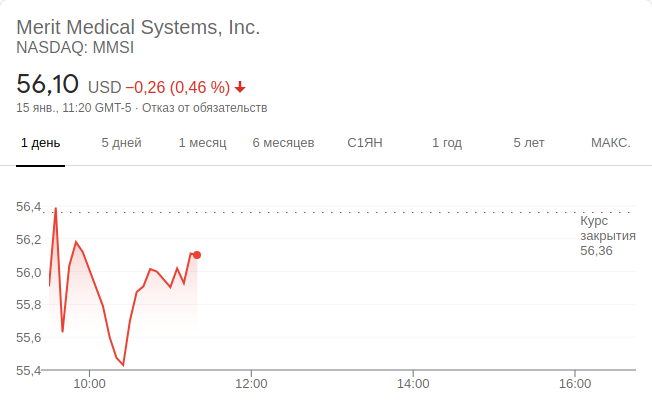 Merit Medical Systems, Inc.
NASDAQ: MMSI
56,10 USD −0,26 (0,46 %)
15 янв., 11:20 GMT-5 · Отказ от обязательств
1 день 5 дней 1 месяц 6 месяцев С1ЯН 1 год 5 лет МАКС.
56,4
Курс
закрытия
56,36
56,2
56,0
55,8
55,6
55,4
10:00 12:00 14:00 16:00